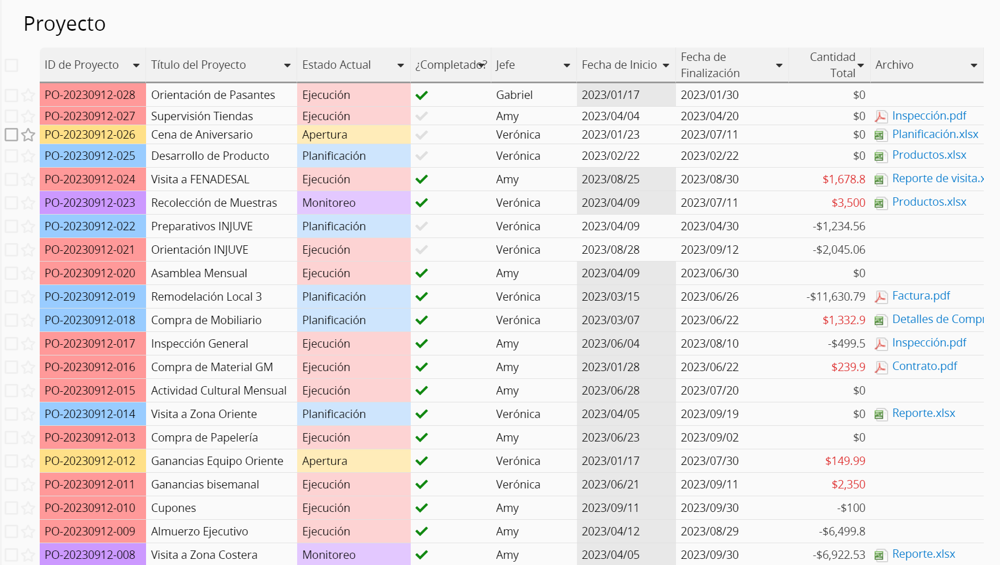 Proyecto
ID de Proyecto Título del Proyecto Estado Actual ¿Completado? Jefe Fecha de Inicio Fecha de Finalización Cantidad Total Archivo
PO-20230912-028 Orientación de Pasantes Ejecución Gabriel 2023/01/17 2023/01/30 $0
PO-20230912-027 Supervisión Tiendas Ejecución Amy 2023/04/04 2023/04/20 $0 Inspección.pdf
PO-20230912-026 Cena de Aniversario Apertura Verónica 2023/01/23 2023/07/11 $0 Planificación.xlsx
PO-20230912-025 Desarrollo de Producto Planificación Verónica 2023/02/22 2023/02/22 $0 Productos.xlsx
PO-20230912-024 Visita a FENADESAL Ejecución Amy 2023/08/25 2023/08/30 $1,678.8 Reporte de visita.x
PO-20230912-023 Recolección de Muestras Monitoreo Verónica 2023/04/09 2023/07/11 $3,500 Productos.xlsx
PO-20230912-022 Preparativos INJUVE Planificación Verónica 2023/04/09 2023/04/30 -$1,234.56
PO-20230912-021 Orientación INJUVE Ejecución Verónica 2023/08/28 2023/09/12 -$2,045.06
PO-20230912-020 Asamblea Mensual Ejecución Amy 2023/04/09 2023/06/30 $0
PO-20230912-019 Remodelación Local 3 Planificación Verónica 2023/03/15 2023/06/26 -$11,630.79 Factura.pdf
PO-20230912-018 Compra de Mobiliario Planificación Verónica 2023/03/07 2023/06/22 $1,332.9 Detalles de Compr
PO-20230912-017 Inspección General Ejecución Amy 2023/06/04 2023/08/10 -$499.5 Inspección.pdf
PO-20230912-016 Compra de Material GM Ejecución Amy 2023/01/28 2023/06/22 $239.9 Contrato.pdf
PO-20230912-015 Actividad Cultural Mensual Ejecución Amy 2023/06/28 2023/07/20 $0
PO-20230912-014 Visita a Zona Oriente Planificación Verónica 2023/04/05 2023/09/19 $0 Reporte.xlsx
PO-20230912-013 Compra de Papelería Ejecución Amy 2023/06/23 2023/09/02 $0
PO-20230912-012 Ganancias Equipo Oriente Apertura Verónica 2023/01/17 2023/07/30 $149.99
PO-20230912-011 Ganancias bisemanal Ejecución Verónica 2023/06/21 2023/09/11 $2,350
PO-20230912-010 Cupones Ejecución Amy 2023/09/11 2023/09/30 -$100
PO-20230912-009 Almuerzo Ejecutivo Ejecución Amy 2023/04/12 2023/08/29 -$6,499.8
PO-20230912-008 Visita a Zona Costera Monitoreo Amy 2023/04/05 2023/09/30 -$6,922.53 Reporte.xlsx